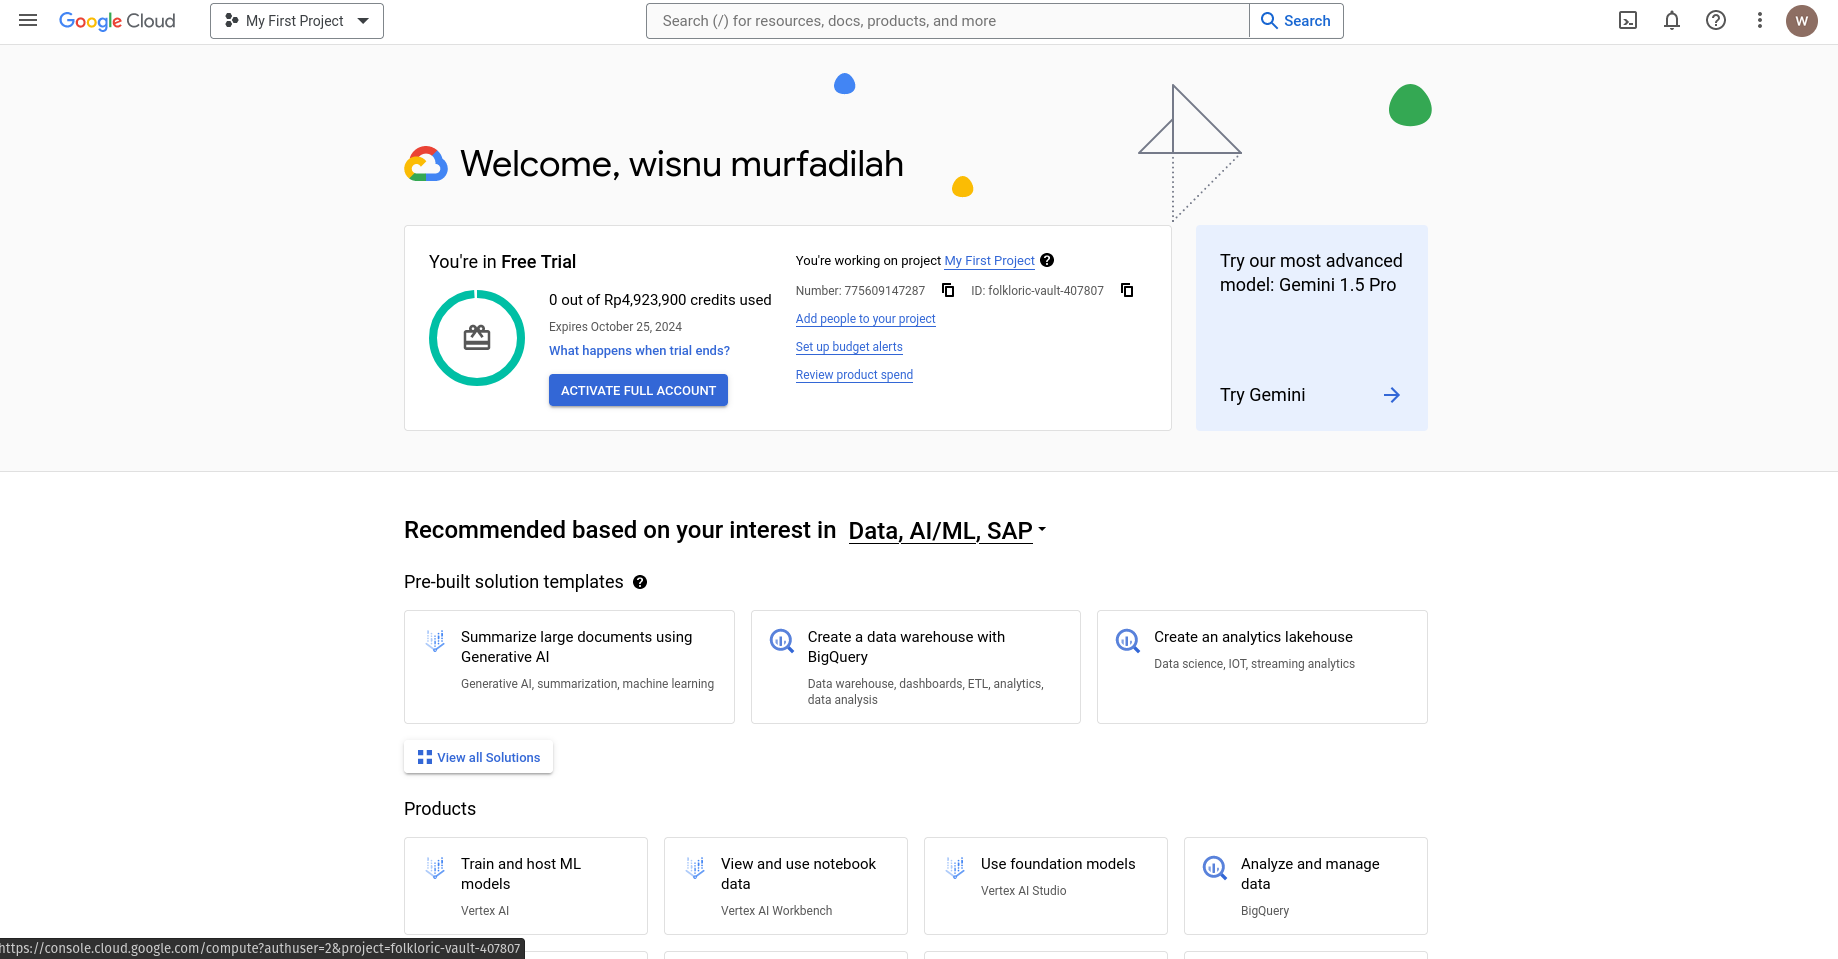 Google Cloud
My First Project
Search (/) for resources, docs, products, and more
Search
W
Welcome, wisnu murfadilah
You're in Free Trial
0 out of Rp4,923,900 credits used
Expires October 25, 2024
What happens when trial ends?
ACTIVATE FULL ACCOUNT
You're working on project My First Project
Number: 775609147287 ID: folkloric-vault-407807
Add people to your project
Set up budget alerts
Review product spend
Try our most advanced
model: Gemini 1.5 Pro
Try Gemini
Recommended based on your interest in Data, AI/ML, SAP
Pre-built solution templates
Summarize large documents using
Generative AI
Generative AI, summarization, machine learning
Create a data warehouse with
BigQuery
Data warehouse, dashboards, ETL, analytics,
data analysis
Create an analytics lakehouse
Data science, IOT, streaming analytics
View all Solutions
Products
Train and host ML
models
Vertex AI
View and use notebook
data
Vertex AI Workbench
Use foundation models
Vertex AI Studio
Analyze and manage
data
BigQuery
https://console.cloud.google.com/compute?authuser=2&project=folkloric-vault-407807